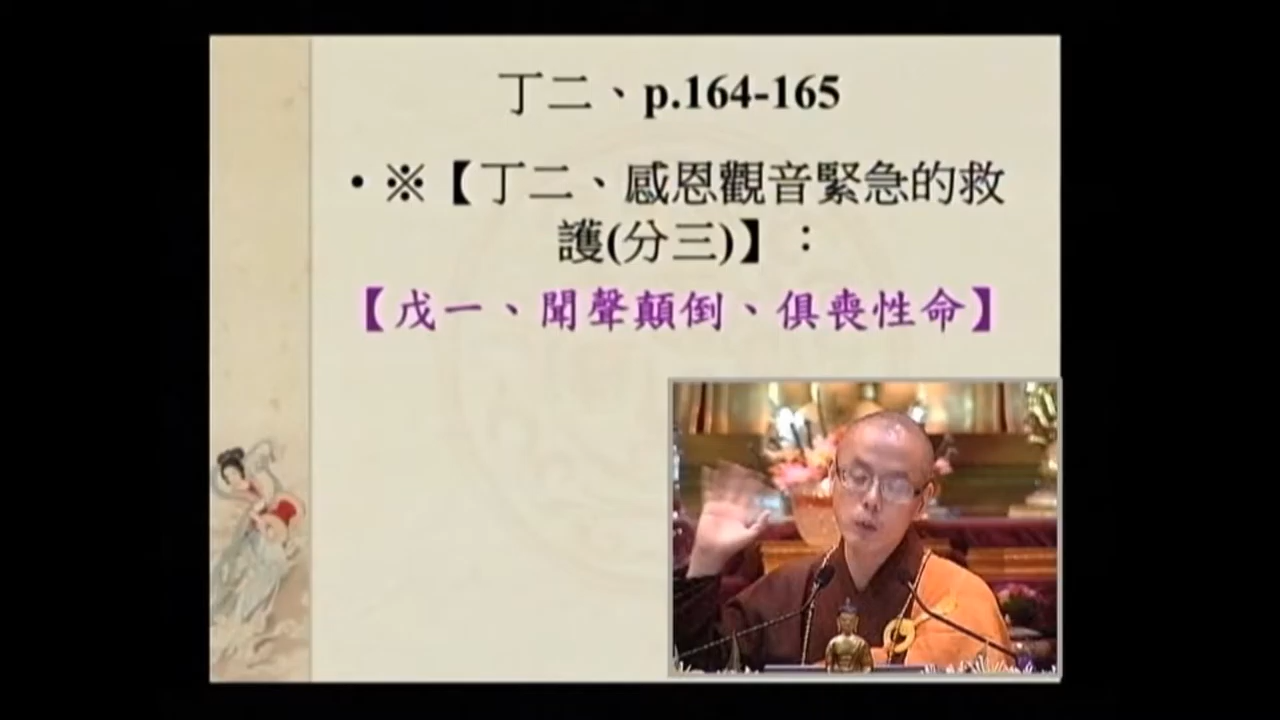 丁二、p.164-165
• ※【丁二、感恩觀音緊急的救
護(分三)】：
【戊一、聞聲顛倒、俱喪性命】